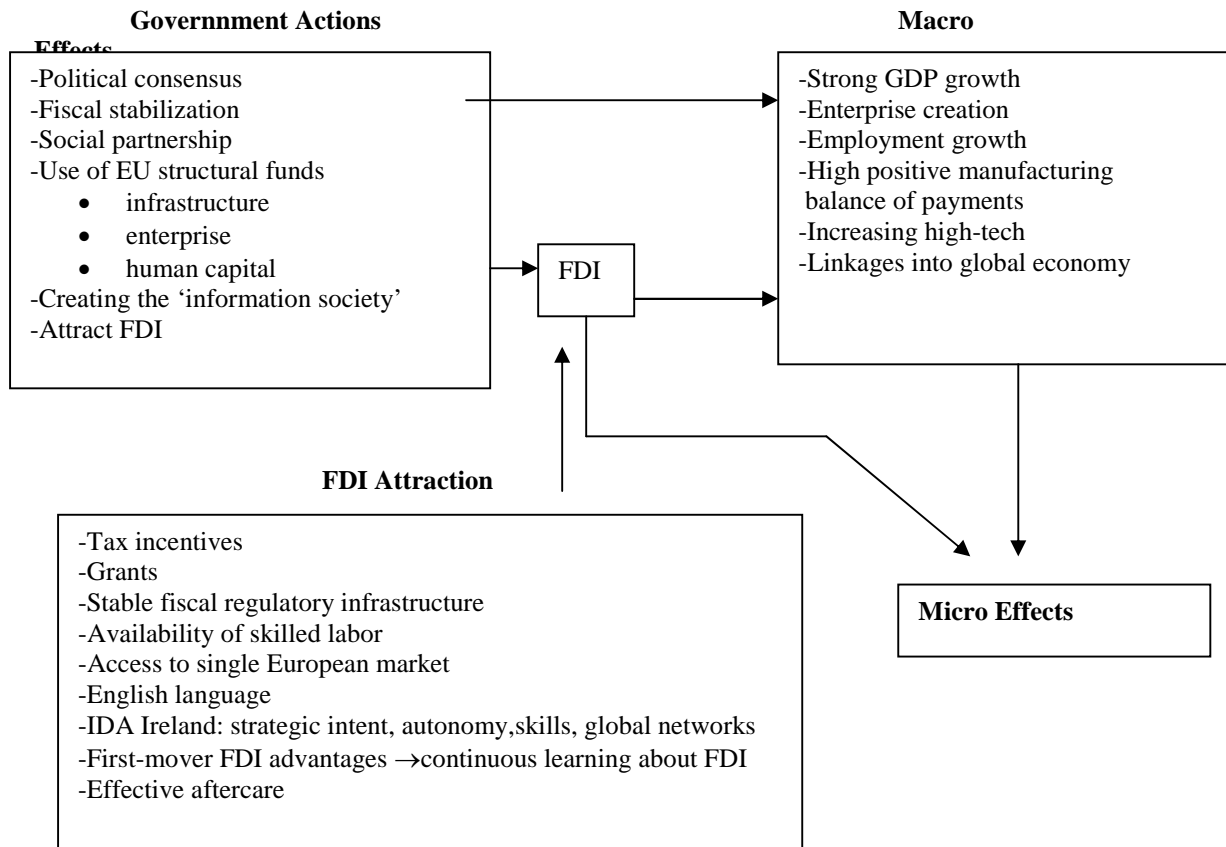 Governnment Actions
Macro
Effects
-Political consensus
-Fiscal stabilization
-Social partnership
-Use of EU structural funds
• infrastructure
• enterprise
• human capital
-Creating the ‘information society’
-Attract FDI
-Strong GDP growth
-Enterprise creation
-Employment growth
-High positive manufacturing
balance of payments
-Increasing high-tech
-Linkages into global economy
FDI
FDI Attraction
-Tax incentives
-Grants
-Stable fiscal regulatory infrastructure
-Availability of skilled labor
-Access to single European market
-English language
-IDA Ireland: strategic intent, autonomy,skills, global networks
-First-mover FDI advantages →continuous learning about FDI
-Effective aftercare
Micro Effects